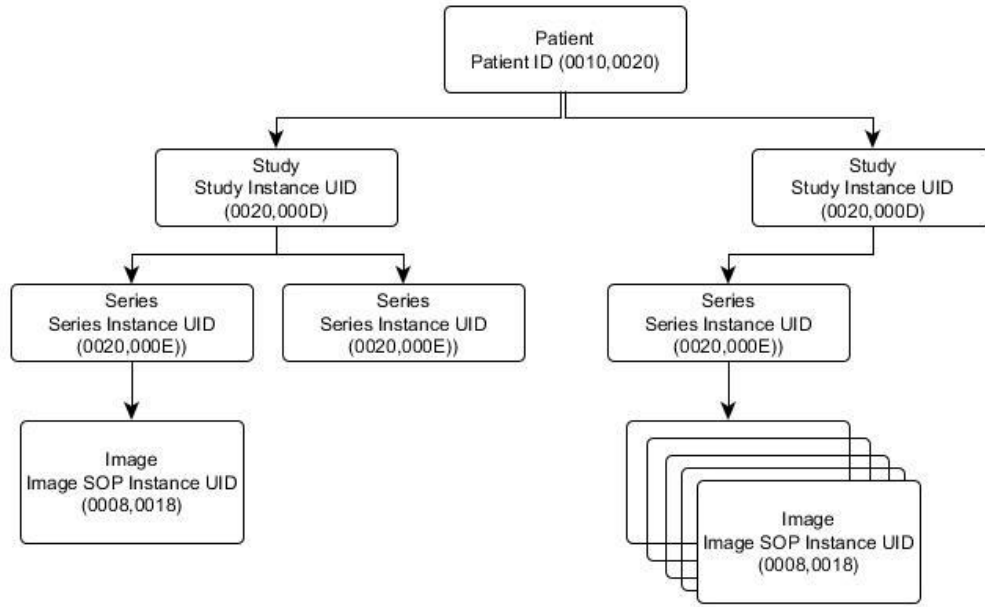 Patient
Patient ID (0010,0020)
Study
Study Instance UID
(0020,000D)
Study
Study Instance UID
(0020,000D)
Series
Series Instance UID
(0020,000E))
Series
Series Instance UID
(0020,000E))
Series
Series Instance UID
(0020,000E))
Image
Image SOP Instance UID
(0008,0018)
Image
Image SOP Instance UID
(0008,0018)